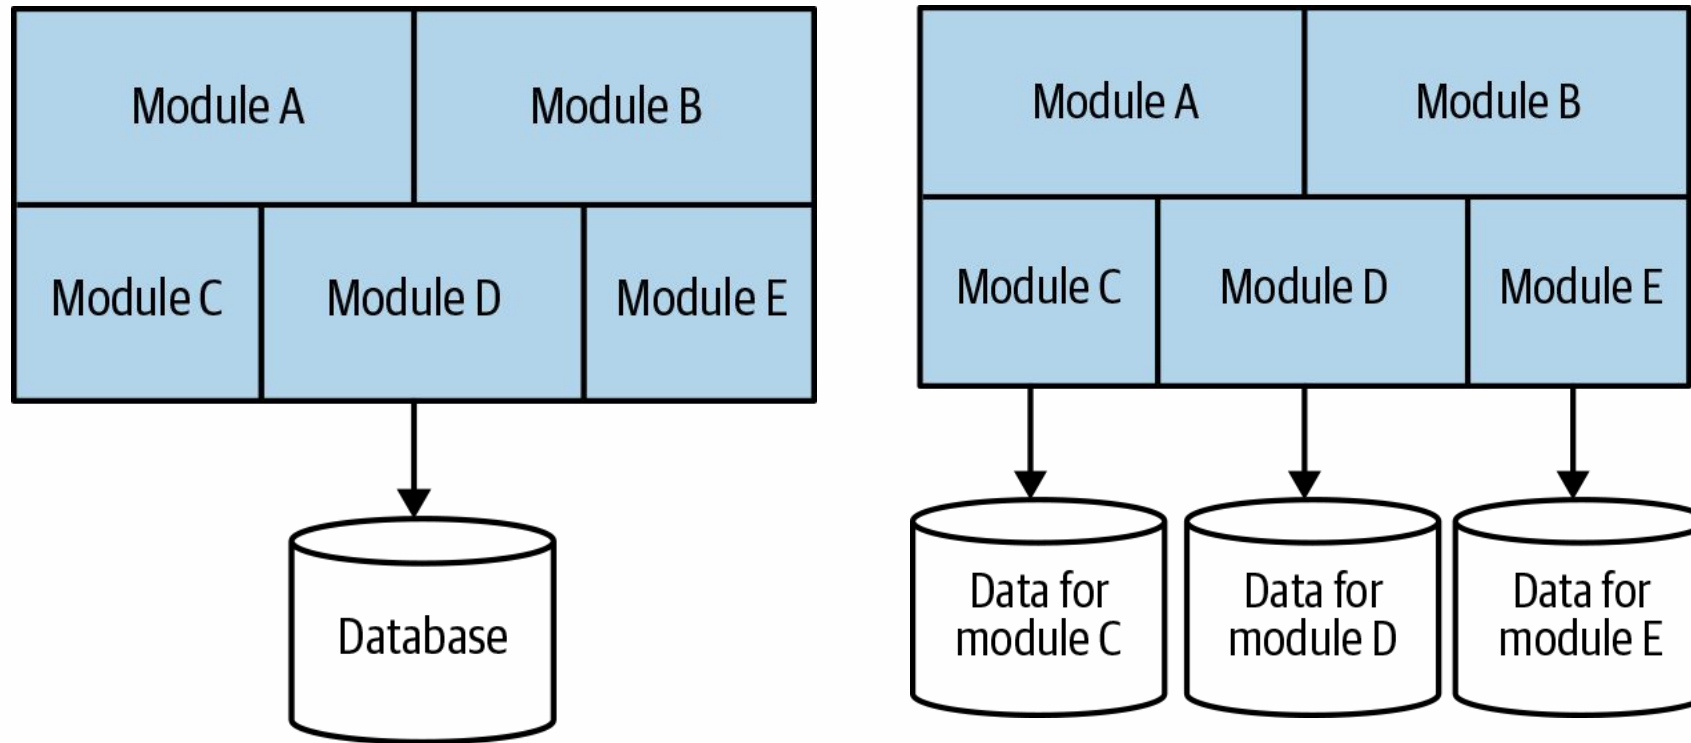 Module A
Module B
Module C
Module D
Module E
Database
Module A
Module B
Module C
Module D
Module E
Data for
module C
Data for
module D
Data for
module E